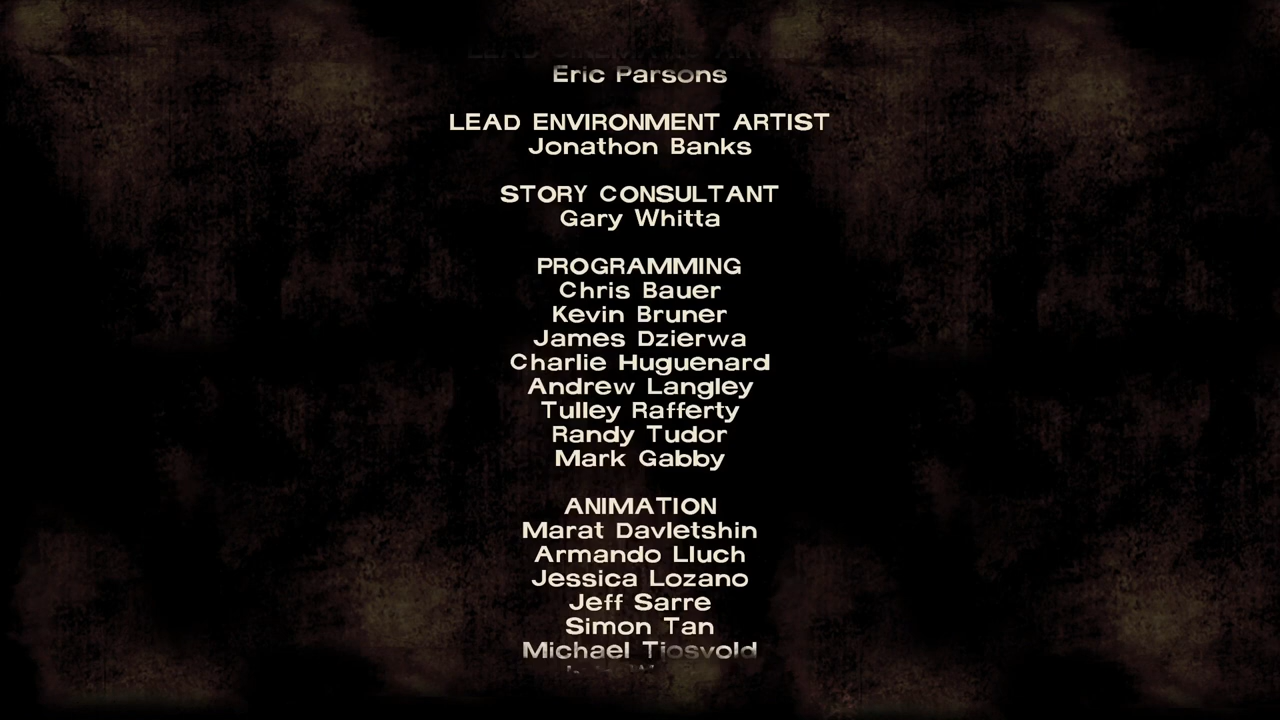 Eric Parsons
LEAD ENVIRONMENT ARTIST
Jonathon Banks
STORY CONSULTANT
Gary Whitta
PROGRAMMING
Chris Bauer
Kevin Bruner
James Dzierwa
Charlie Huguenard
Andrew Langley
Tulley Rafferty
Randy Tudor
Mark Gabby
ANIMATION
Marat Davletshin
Armando Lluch
Jessica Lozano
Jeff Sarre
Simon Tan
Michael Tjosvold